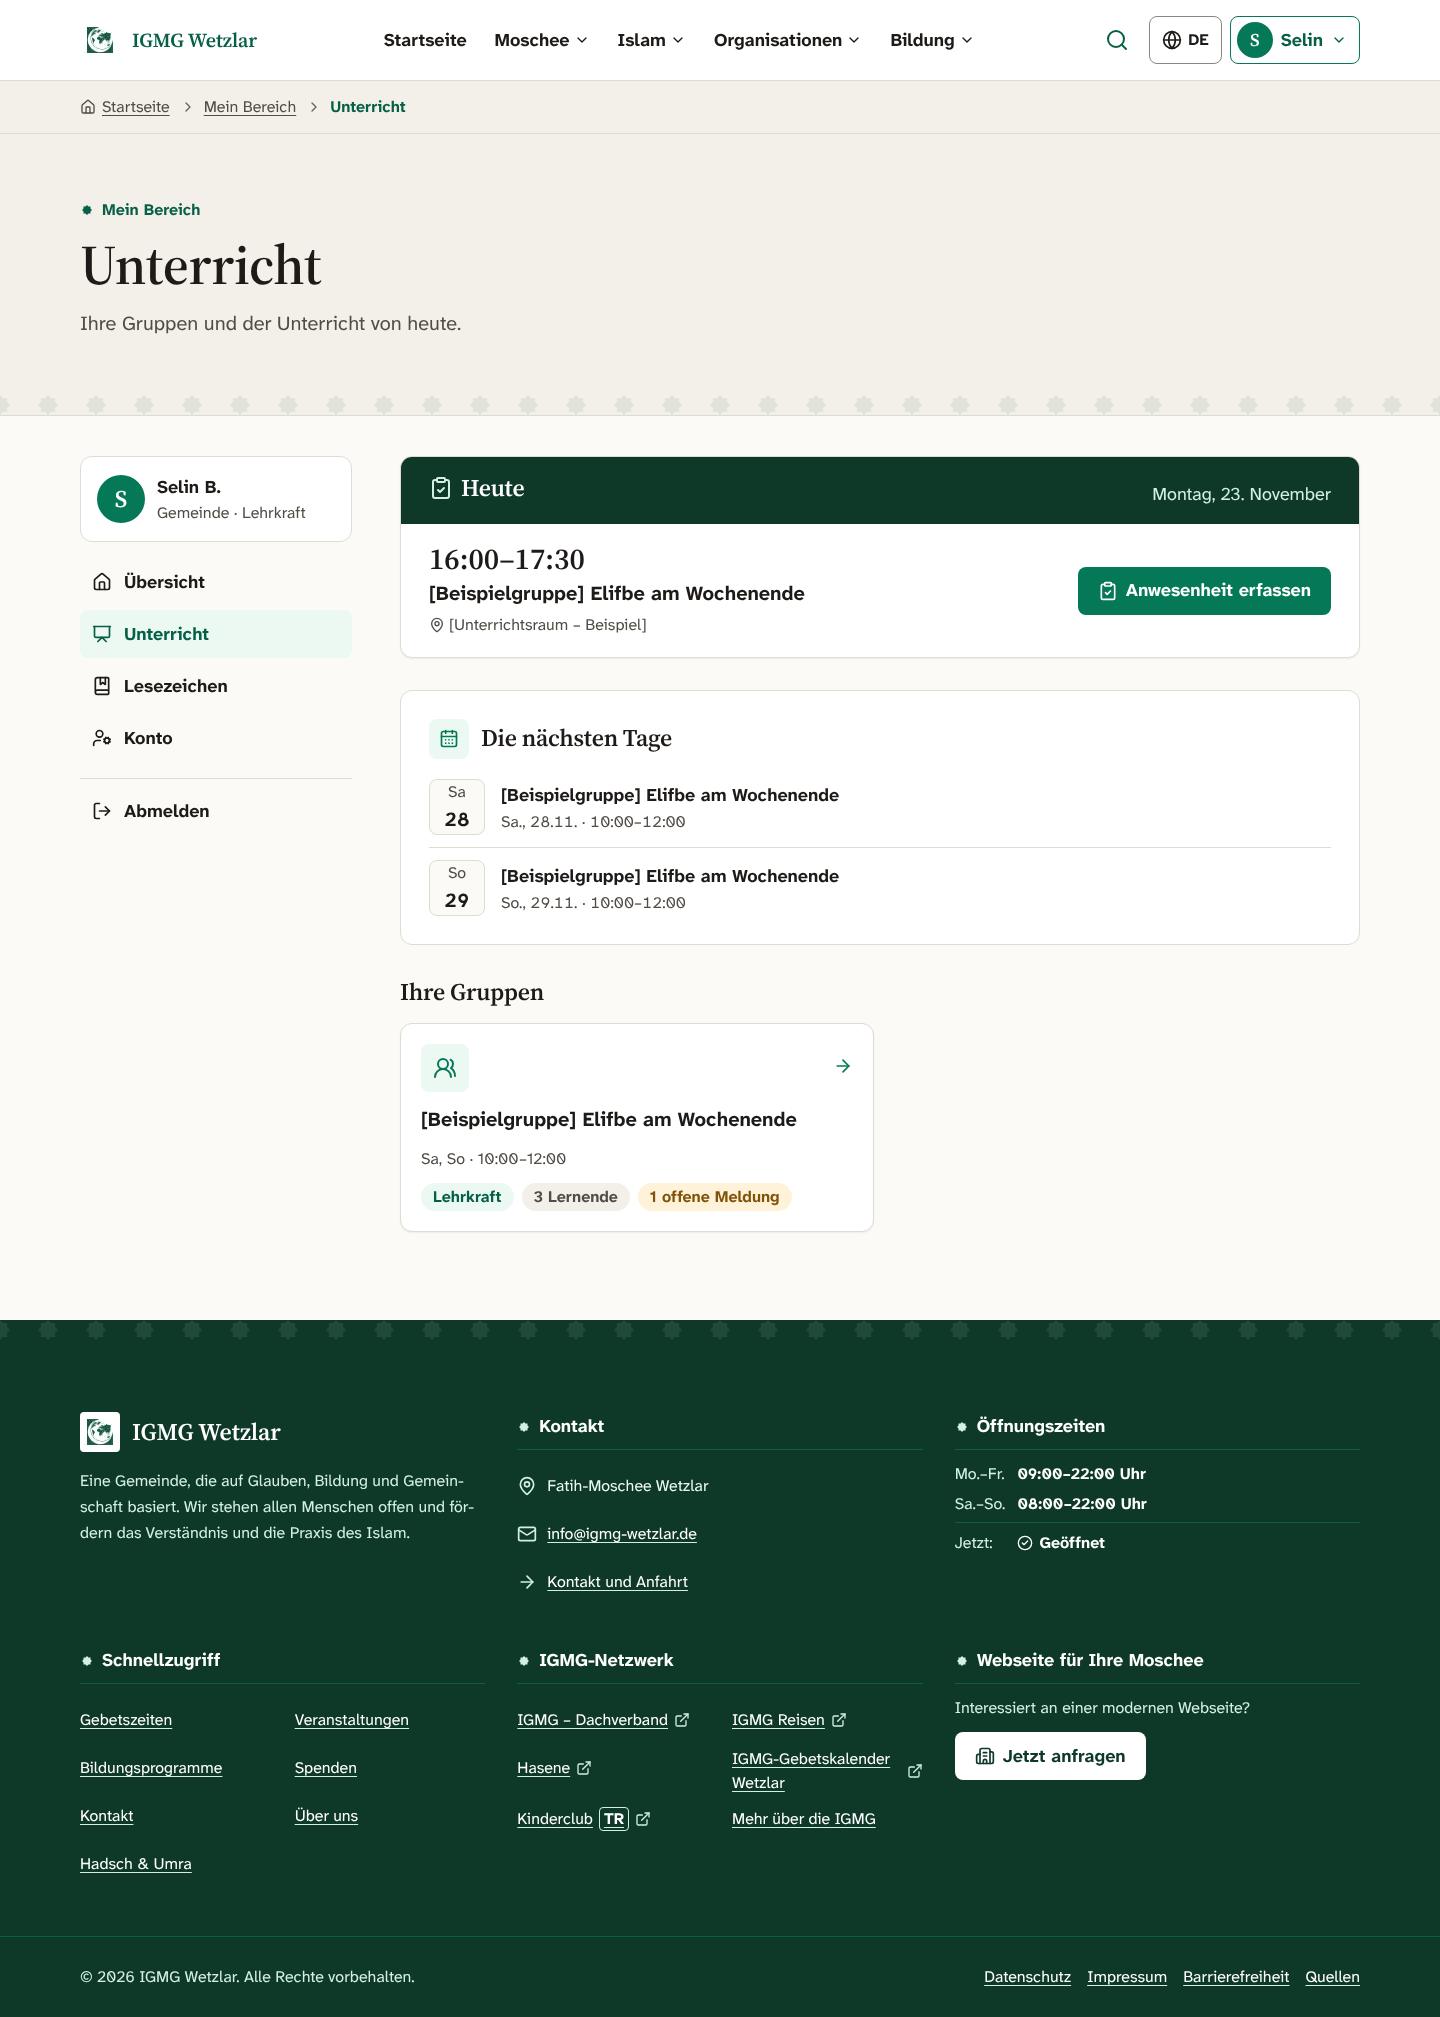 IGMG Wetzlar
Startseite
Moschee
Islam
Organisationen
Bildung
DE
S
Selin
Startseite
Mein Bereich
Unterricht
Mein Bereich
Unterricht
Ihre Gruppen und der Unterricht von heute.
S
Selin B.
Gemeinde · Lehrkraft
Übersicht
Unterricht
Lesezeichen
Konto
Abmelden
Heute
Montag, 23. November
16:00–17:30
[Beispielgruppe] Elifbe am Wochenende
[Unterrichtsraum – Beispiel]
Anwesenheit erfassen
Die nächsten Tage
Sa
28
[Beispielgruppe] Elifbe am Wochenende
Sa., 28.11. · 10:00–12:00
So
29
[Beispielgruppe] Elifbe am Wochenende
So., 29.11. · 10:00–12:00
Ihre Gruppen
[Beispielgruppe] Elifbe am Wochenende
Sa, So · 10:00–12:00
Lehrkraft
3 Lernende
1 offene Meldung
IGMG Wetzlar
Eine Gemeinde, die auf Glauben, Bildung und Gemein-
schaft basiert. Wir stehen allen Menschen offen und för-
dern das Verständnis und die Praxis des Islam.
Kontakt
Fatih-Moschee Wetzlar
info@igmg-wetzlar.de
Kontakt und Anfahrt
Öffnungszeiten
Mo.–Fr. 09:00–22:00 Uhr
Sa.–So. 08:00–22:00 Uhr
Jetzt: Geöffnet
Schnellzugriff
Gebetszeiten
Veranstaltungen
Bildungsprogramme
Spenden
Kontakt
Über uns
Hadsch & Umra
IGMG-Netzwerk
IGMG – Dachverband
IGMG Reisen
Hasene
IGMG-Gebetskalender
Wetzlar
Kinderclub TR
Mehr über die IGMG
Webseite für Ihre Moschee
Interessiert an einer modernen Webseite?
Jetzt anfragen
© 2026 IGMG Wetzlar. Alle Rechte vorbehalten.
Datenschutz
Impressum
Barrierefreiheit
Quellen